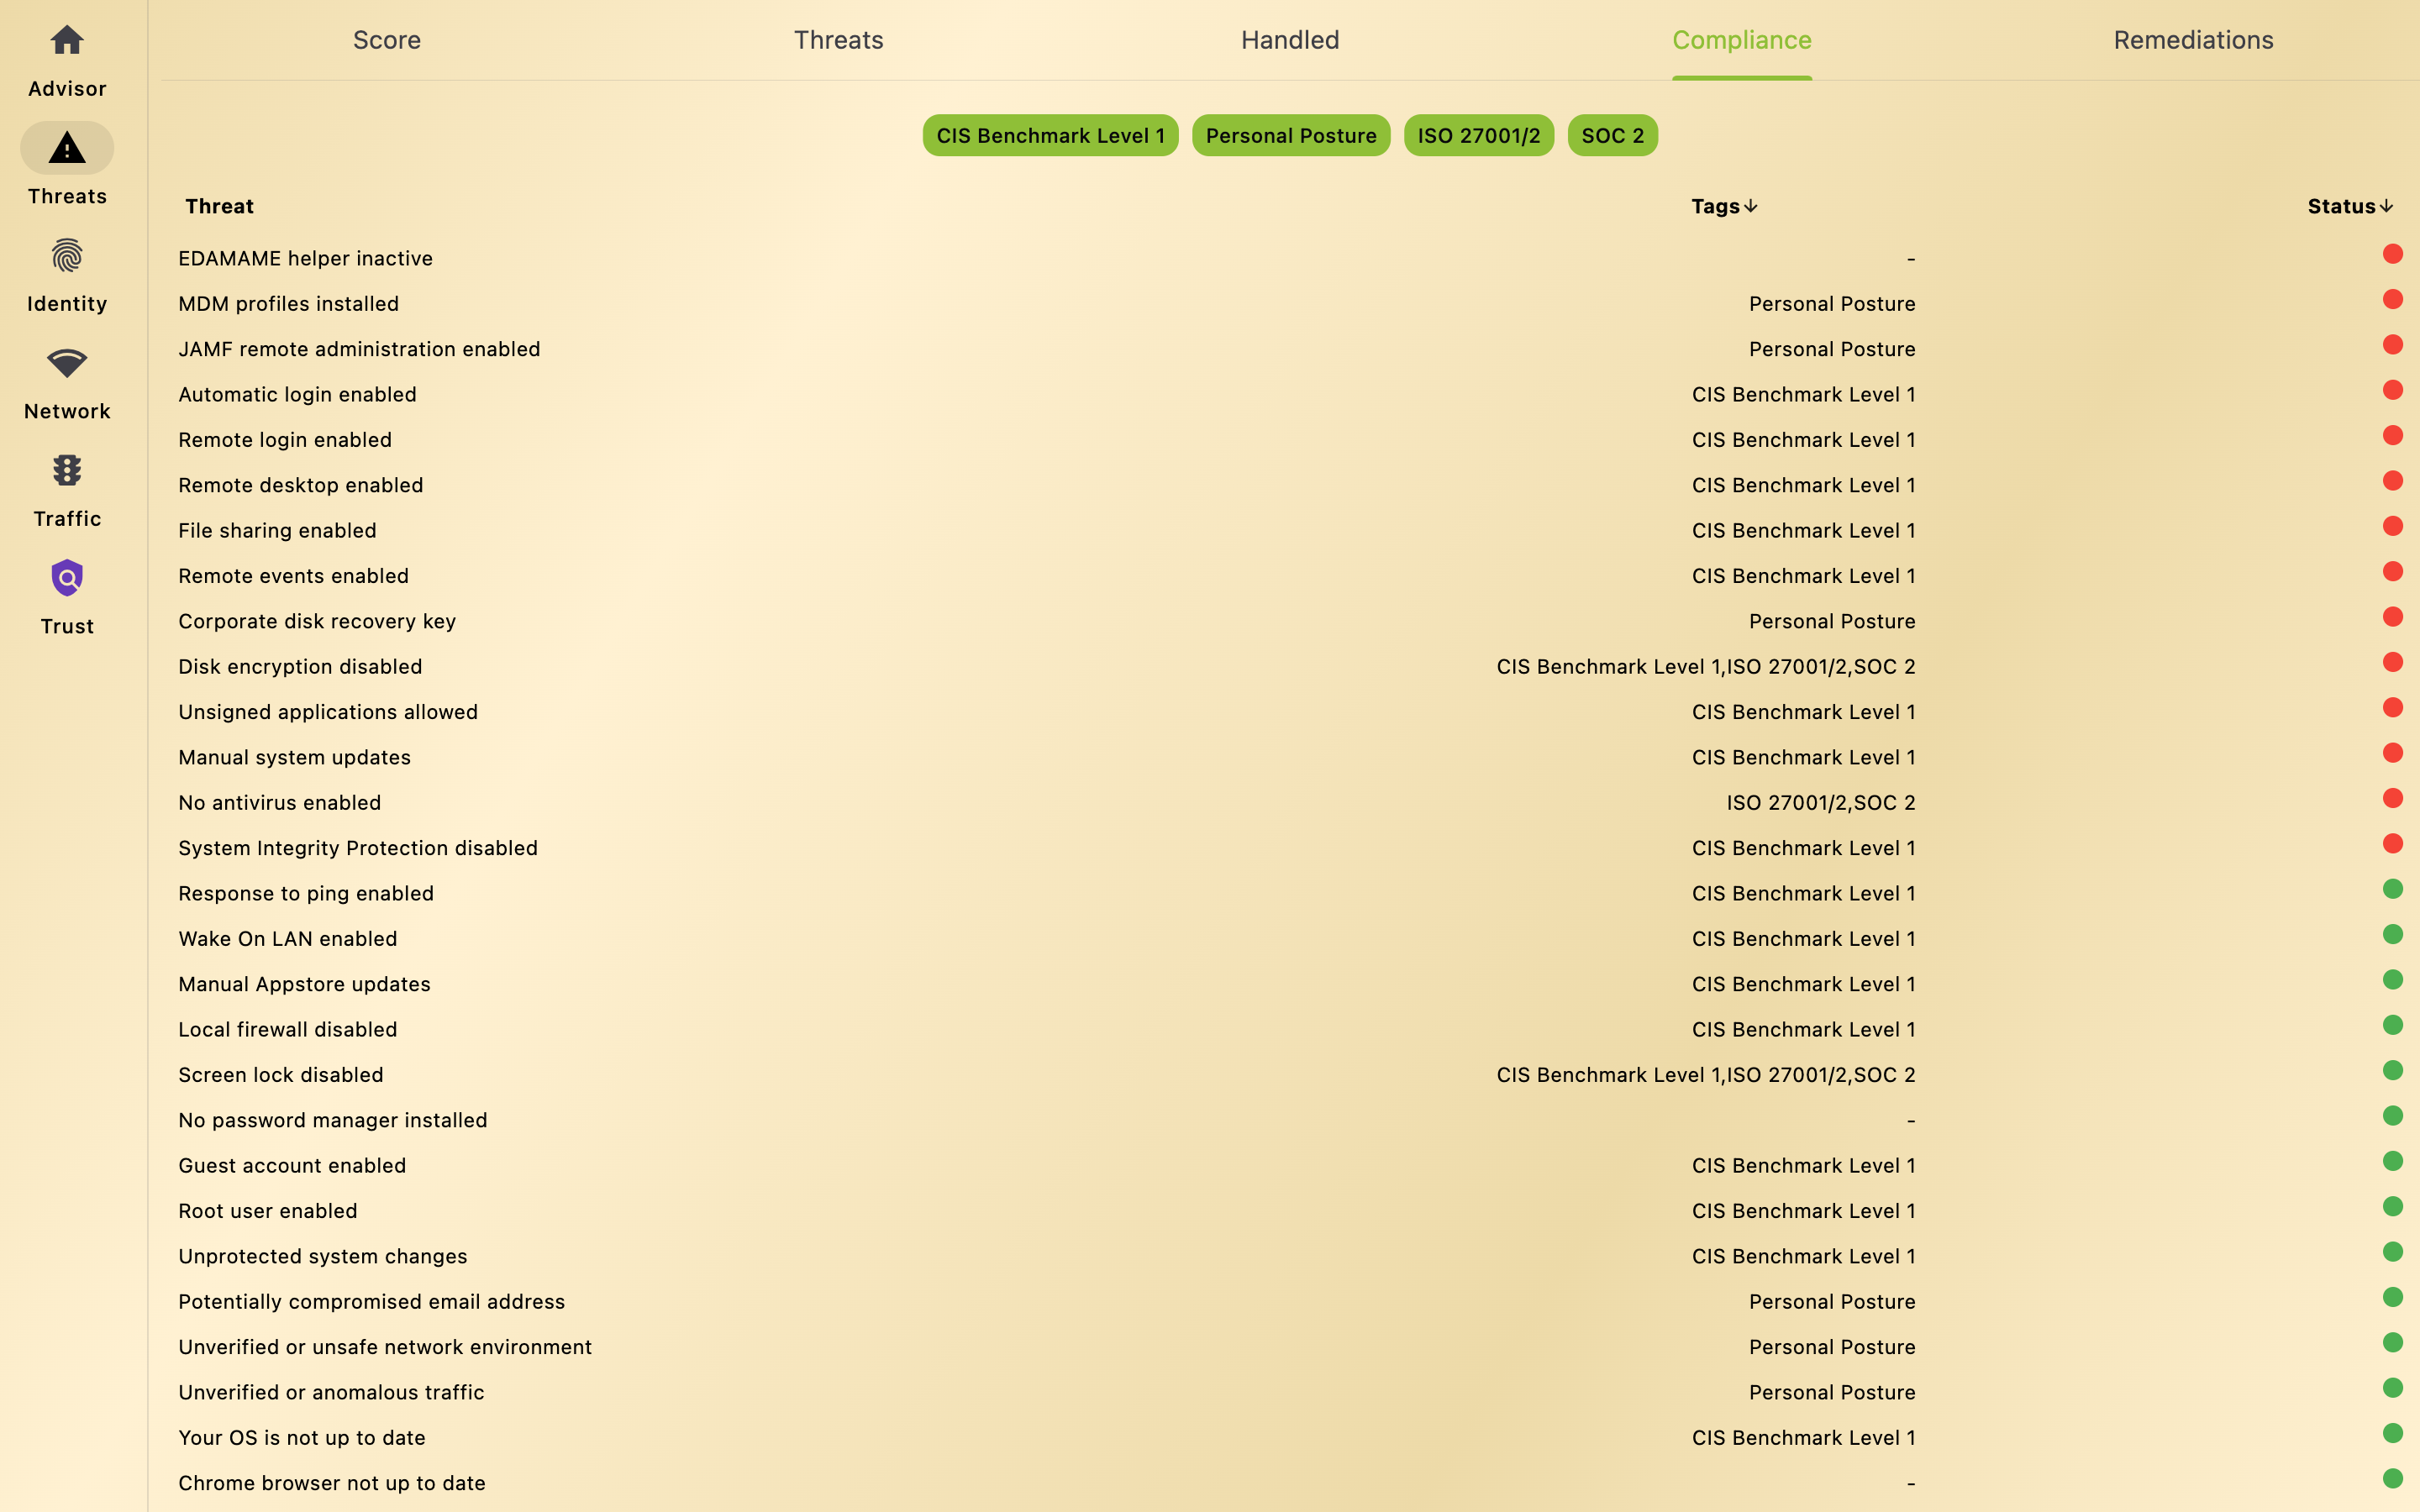 Score Threats Handled Compliance Remediations
Advisor
Threats
Identity
Network
Traffic
Trust
CIS Benchmark Level 1 Personal Posture ISO 27001/2 SOC 2
Threat Tags↓ Status↓
EDAMAME helper inactive -
MDM profiles installed Personal Posture
JAMF remote administration enabled Personal Posture
Automatic login enabled CIS Benchmark Level 1
Remote login enabled CIS Benchmark Level 1
Remote desktop enabled CIS Benchmark Level 1
File sharing enabled CIS Benchmark Level 1
Remote events enabled CIS Benchmark Level 1
Corporate disk recovery key Personal Posture
Disk encryption disabled CIS Benchmark Level 1,ISO 27001/2,SOC 2
Unsigned applications allowed CIS Benchmark Level 1
Manual system updates CIS Benchmark Level 1
No antivirus enabled ISO 27001/2,SOC 2
System Integrity Protection disabled CIS Benchmark Level 1
Response to ping enabled CIS Benchmark Level 1
Wake On LAN enabled CIS Benchmark Level 1
Manual Appstore updates CIS Benchmark Level 1
Local firewall disabled CIS Benchmark Level 1
Screen lock disabled CIS Benchmark Level 1,ISO 27001/2,SOC 2
No password manager installed -
Guest account enabled CIS Benchmark Level 1
Root user enabled CIS Benchmark Level 1
Unprotected system changes CIS Benchmark Level 1
Potentially compromised email address Personal Posture
Unverified or unsafe network environment Personal Posture
Unverified or anomalous traffic Personal Posture
Your OS is not up to date CIS Benchmark Level 1
Chrome browser not up to date -